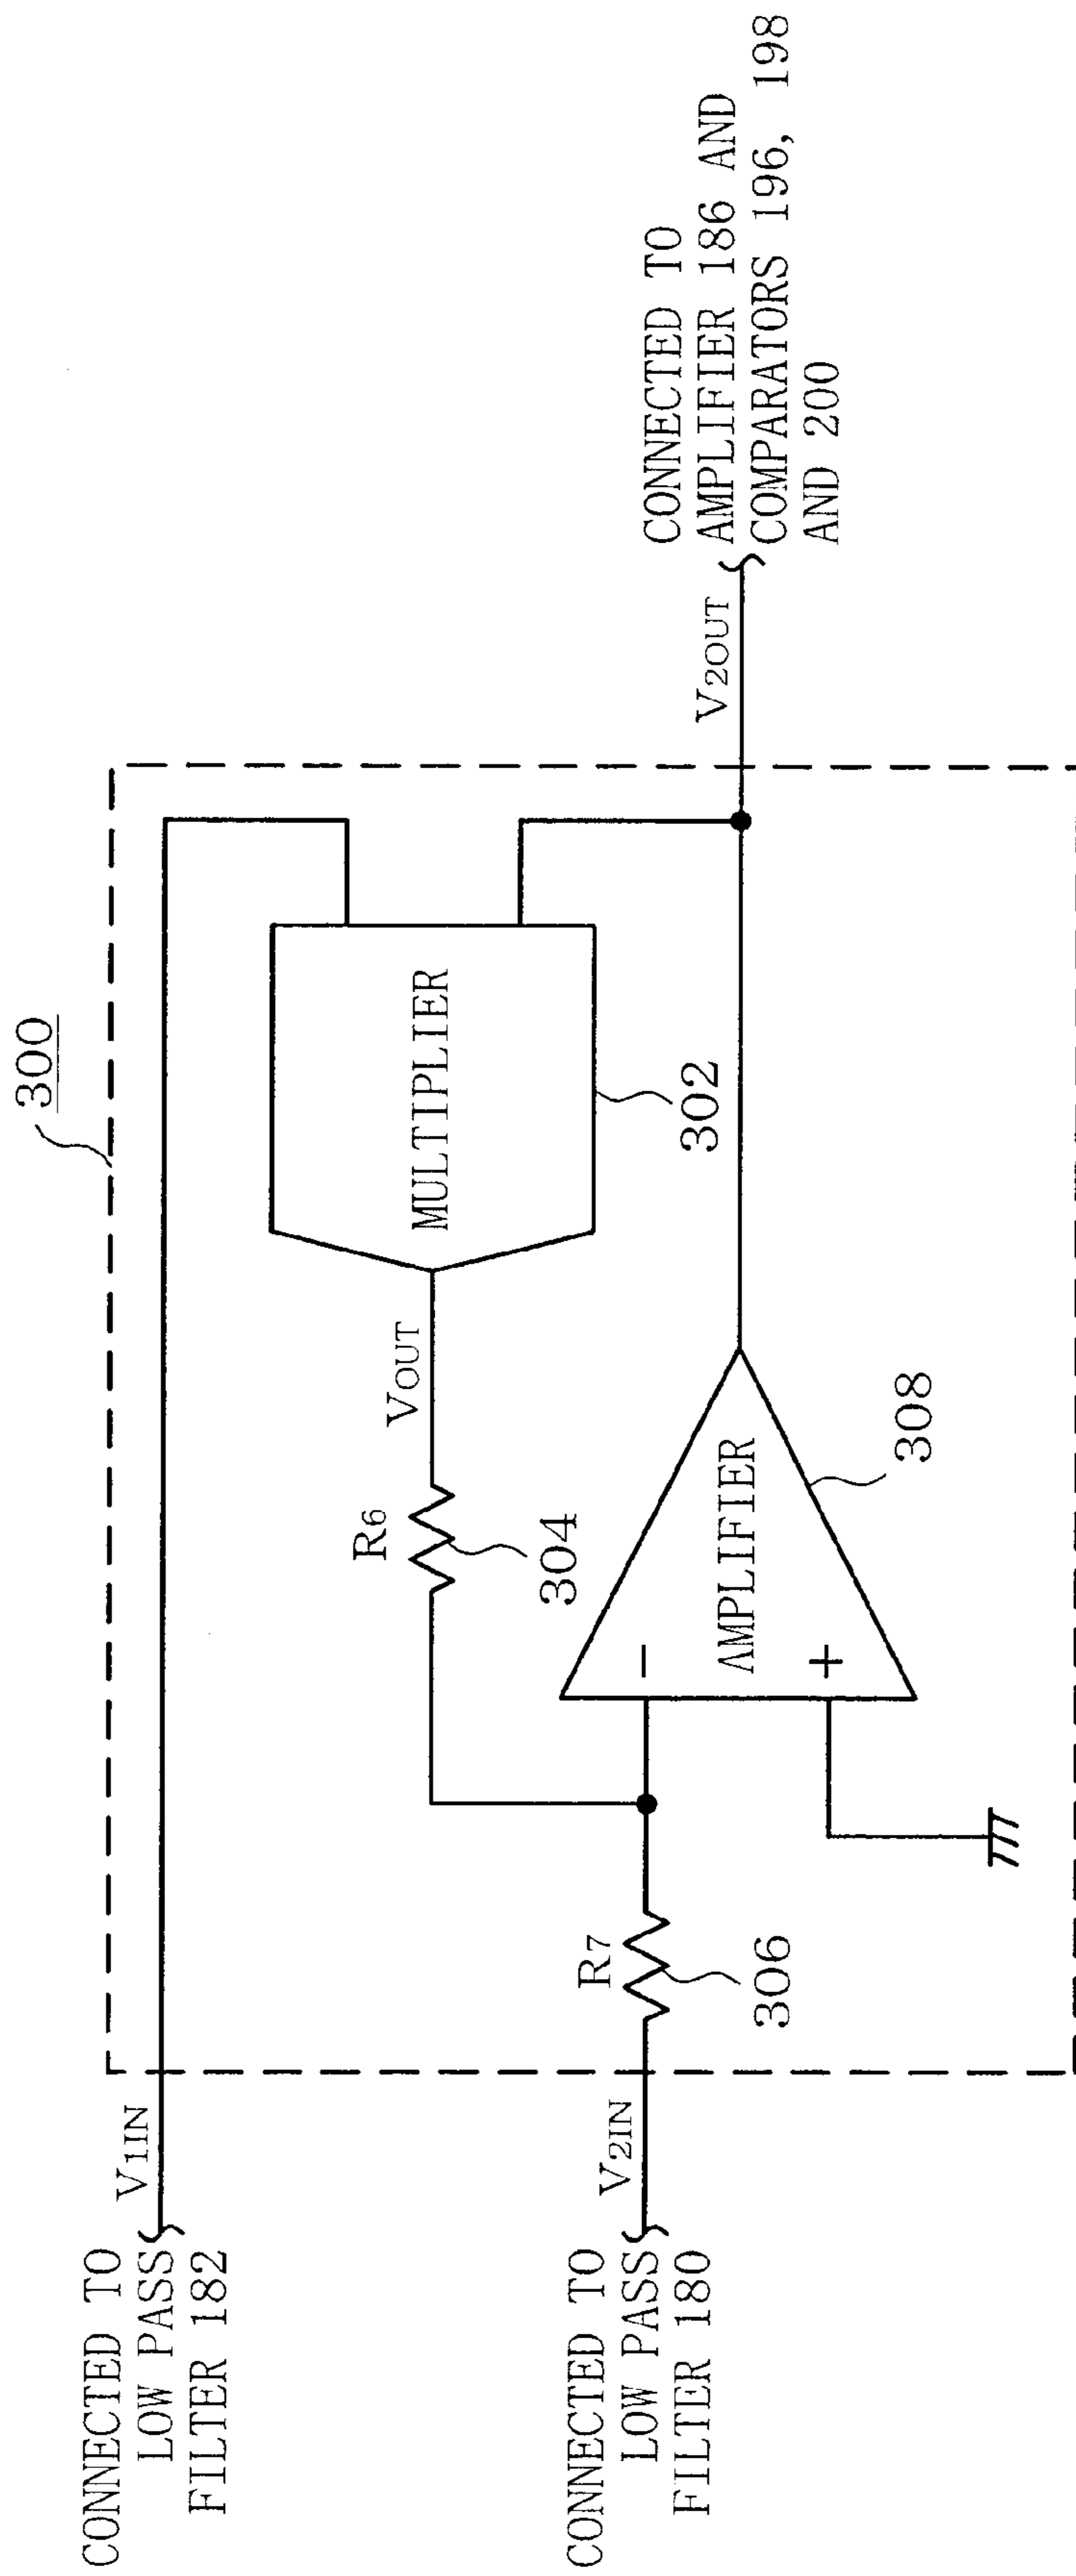 300
CONNECTED TO
LOW PASS
FILTER 182
V1IN
MULTIPLIER
302
VOUT
R6
304
CONNECTED TO
LOW PASS
FILTER 180
V2IN
R7
306
−
+
AMPLIFIER
308
V2OUT
CONNECTED TO
AMPLIFIER 186 AND
COMPARATORS 196, 198
AND 200